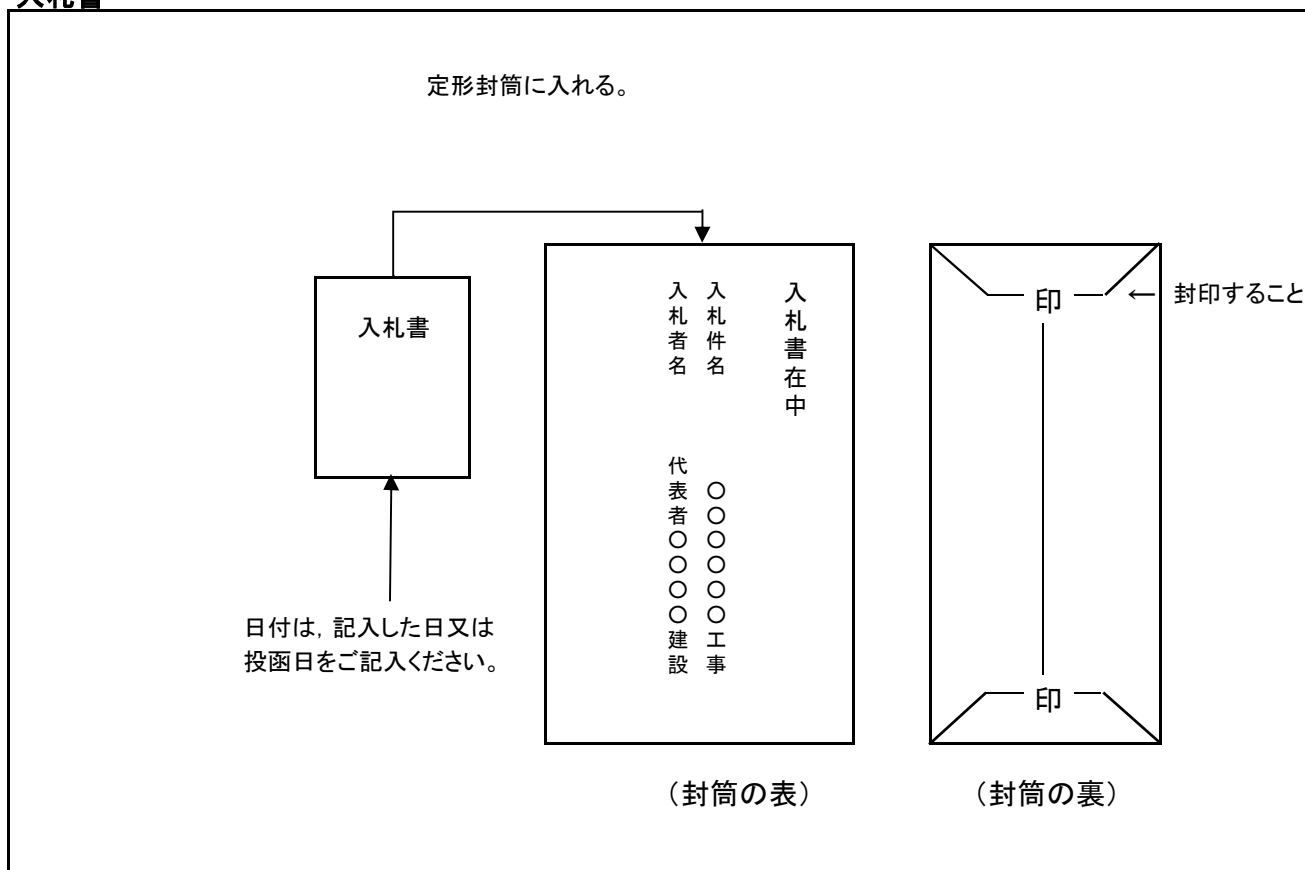 入札書
定形封筒に入れる。
入札書
日付は，記入した日又は
投函日をご記入ください。
入札書在中
入札件名　〇〇〇〇〇〇工事
入札者名　代表者〇〇〇〇建設
（封筒の表）
印
← 封印すること
印
（封筒の裏）